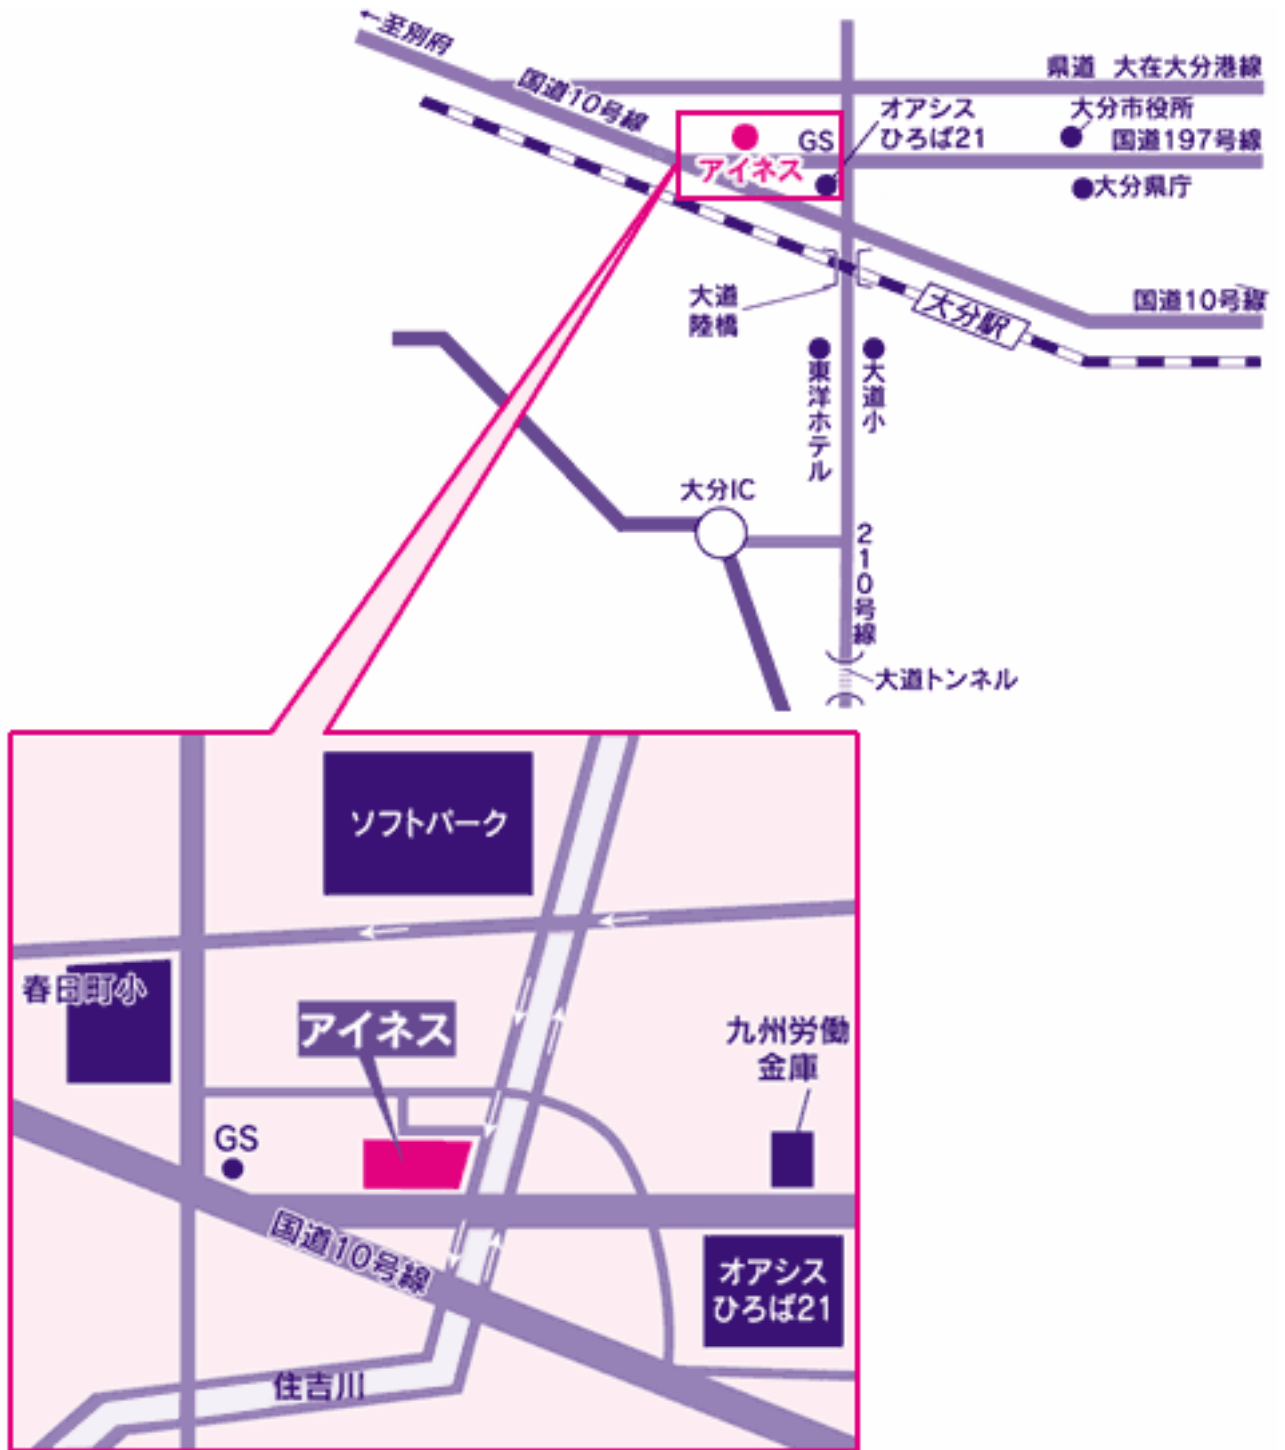 ←至別府
国道10号線
県道 大在大分港線
オアシス
ひろば21
大分市役所
国道197号線
GS
アイネス
大分県庁
大道
陸橋
大分駅
国道10号線
東洋ホテル
大道小
大分IC
210号線
大道トンネル
ソフトパーク
春日町小
アイネス
九州労働
金庫
GS
国道10号線
オアシス
ひろば21
住吉川